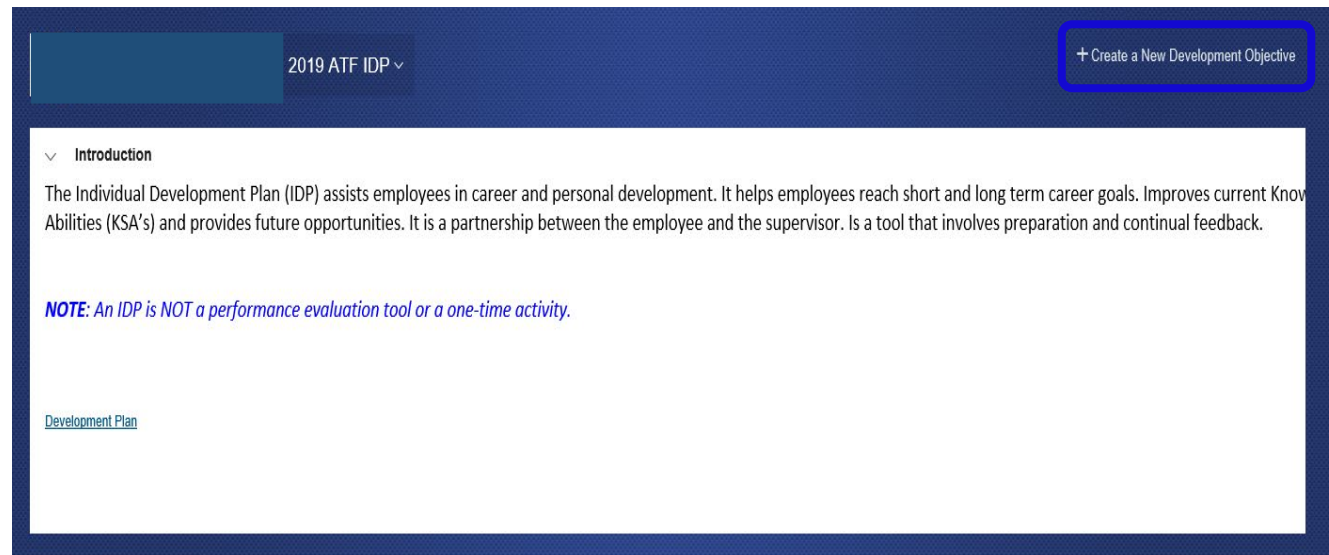 2019 ATF IDP
+ Create a New Development Objective
Introduction
The Individual Development Plan (IDP) assists employees in career and personal development. It helps employees reach short and long term career goals. Improves current
Abilities (KSA's) and provides future opportunities. It is a partnership between the employee and the supervisor. Is a tool that involves preparation and continual feedback.
NOTE: An IDP is NOT a performance evaluation tool or a one-time activity.
Development Plan